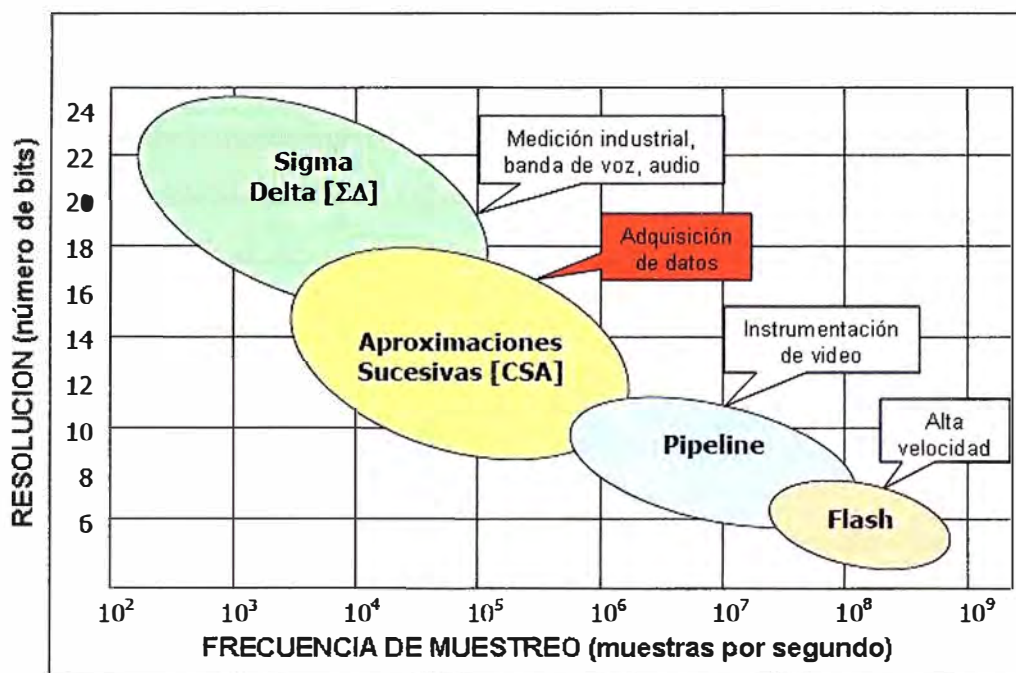 RESOLUCION (número de bits)
24
22
20
18
16
14
12
10
8
6
Sigma
Delta [ΣΔ]
Medición industrial,
banda de voz, audio
Adquisición
de datos
Aproximaciones
Sucesivas [CSA]
Instrumentación
de video
Pipeline
Alta
velocidad
Flash
10² 10³ 10⁴ 10⁵ 10⁶ 10⁷ 10⁸ 10⁹
FRECUENCIA DE MUESTREO (muestras por segundo)